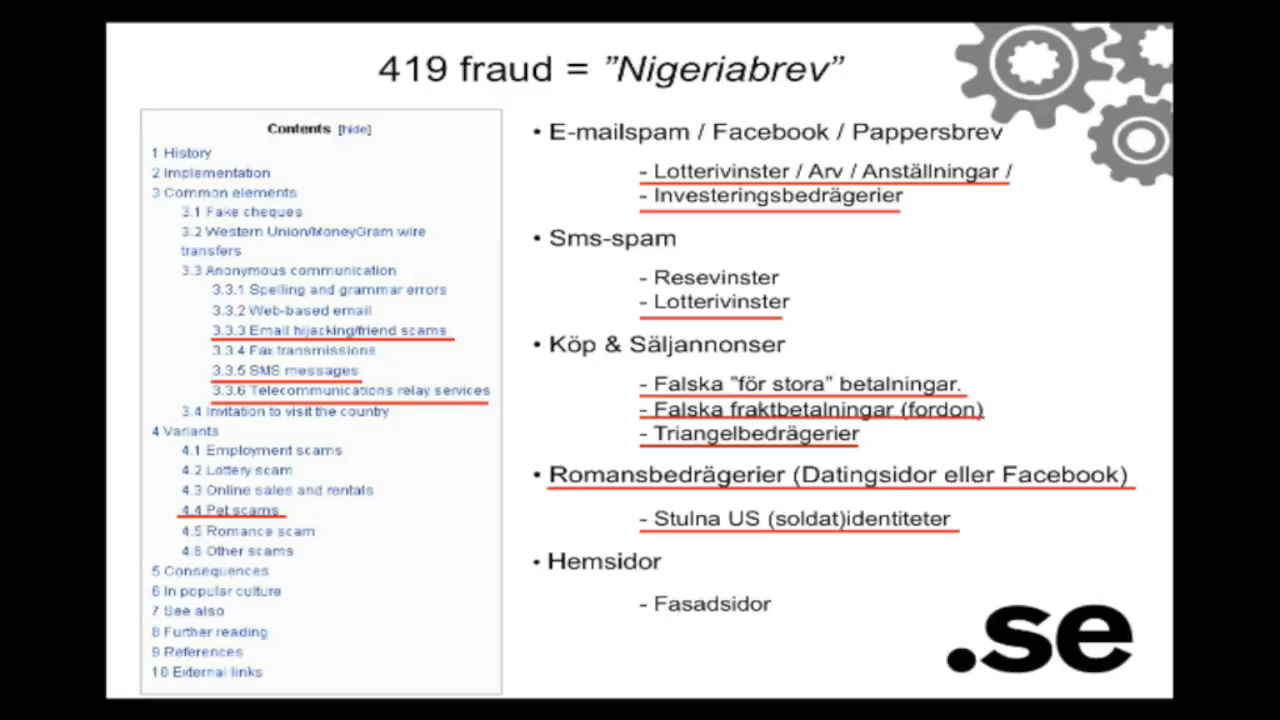 419 fraud = ”Nigeriabrev”
Contents [hide]
1 History
2 Implementation
3 Common elements
3.1 Fake cheques
3.2 Western Union/MoneyGram wire
transfers
3.3 Anonymous communication
3.3.1 Spelling and grammar errors
3.3.2 Web-based email
3.3.3 Email hijacking/friend scams
3.3.4 Fax transmissions
3.3.5 SMS messages
3.3.6 Telecommunications relay services
3.4 Invitation to visit the country
4 Variants
4.1 Employment scams
4.2 Lottery scam
4.3 Online sales and rentals
4.4 Pet scams
4.5 Romance scam
4.6 Other scams
5 Consequences
6 In popular culture
7 See also
8 Further reading
9 References
10 External links
• E-mailspam / Facebook / Pappersbrev
- Lotterivinster / Arv / Anställningar /
- Investeringsbedrägerier
• Sms-spam
- Resevinster
- Lotterivinster
• Köp & Säljannonser
- Falska ”för stora” betalningar.
- Falska fraktbetalningar (fordon)
- Triangelbedrägerier
• Romansbedrägerier (Datingsidor eller Facebook)
- Stulna US (soldat)identiteter
• Hemsidor
- Fasadsidor
.se